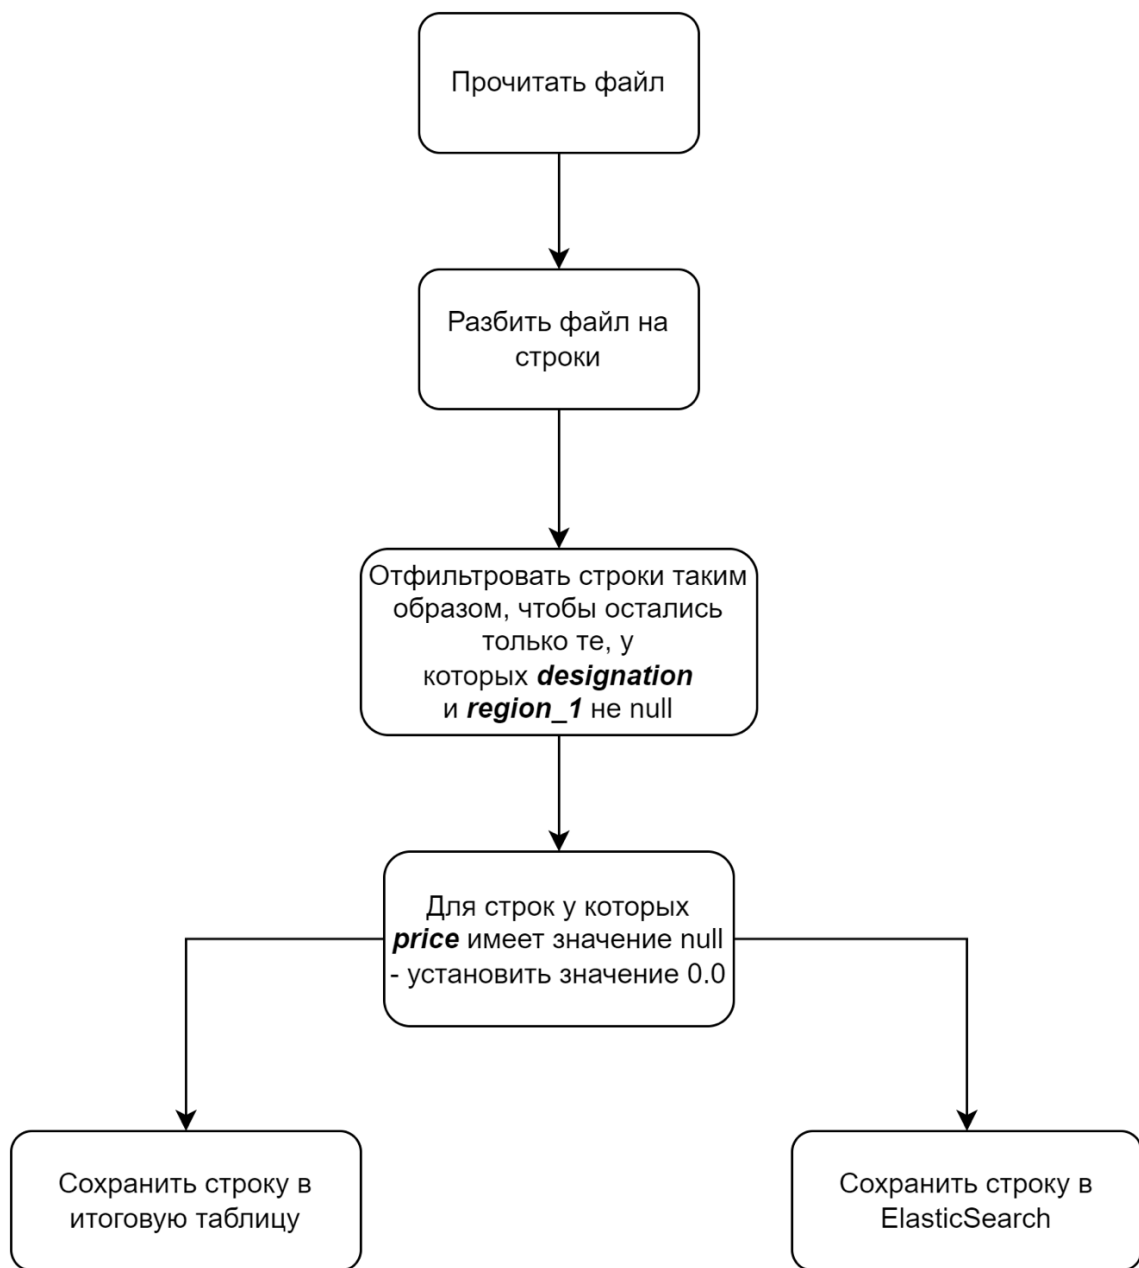 Прочитать файл
Разбить файл на
строки
Отфильтровать строки таким
образом, чтобы остались
только те, у
которых designation
и region_1 не null
Для строк у которых
price имеет значение null
- установить значение 0.0
Сохранить строку в
итоговую таблицу
Сохранить строку в
ElasticSearch